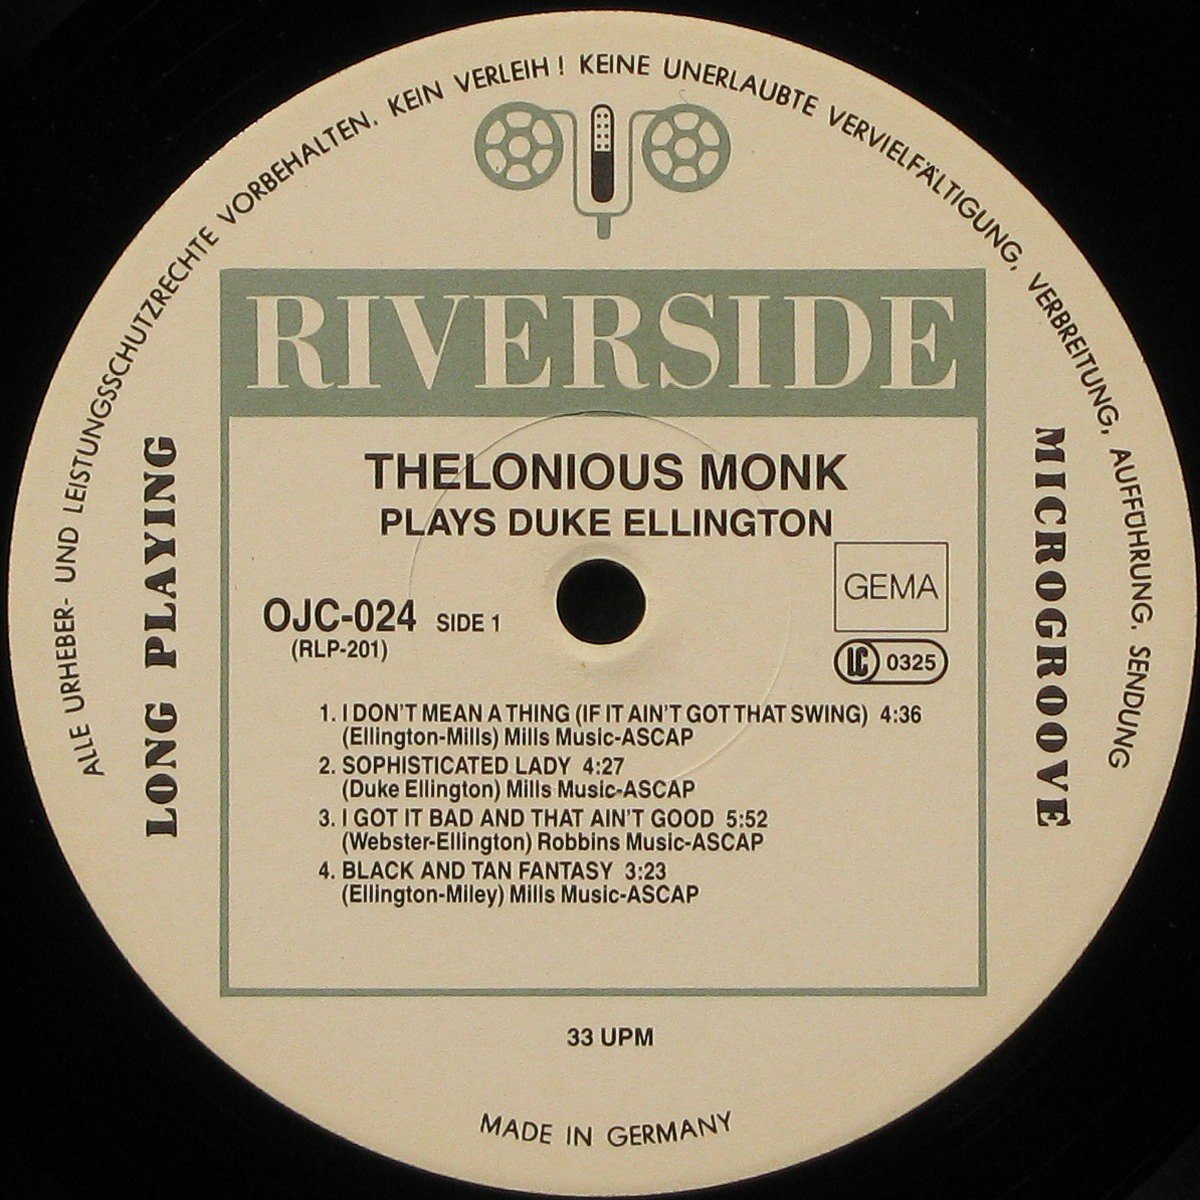 ALLE URHEBER- UND LEISTUNGSSCHUTZRECHTE VORBEHALTEN, KEIN VERLEIH! KEINE UNERLAUBTE VERVIELFÄLTIGUNG, VERBREITUNG, AUFFÜHRUNG, SENDUNG
RIVERSIDE
LONG PLAYING
MICROGROOVE
THELONIOUS MONK
PLAYS DUKE ELLINGTON
GEMA
OJC-024 SIDE 1
(RLP-201)
LC 0325
1. I DON'T MEAN A THING (IF IT AIN'T GOT THAT SWING) 4:36
(Ellington-Mills) Mills Music-ASCAP
2. SOPHISTICATED LADY 4:27
(Duke Ellington) Mills Music-ASCAP
3. I GOT IT BAD AND THAT AIN'T GOOD 5:52
(Webster-Ellington) Robbins Music-ASCAP
4. BLACK AND TAN FANTASY 3:23
(Ellington-Miley) Mills Music-ASCAP
33 UPM
MADE IN GERMANY